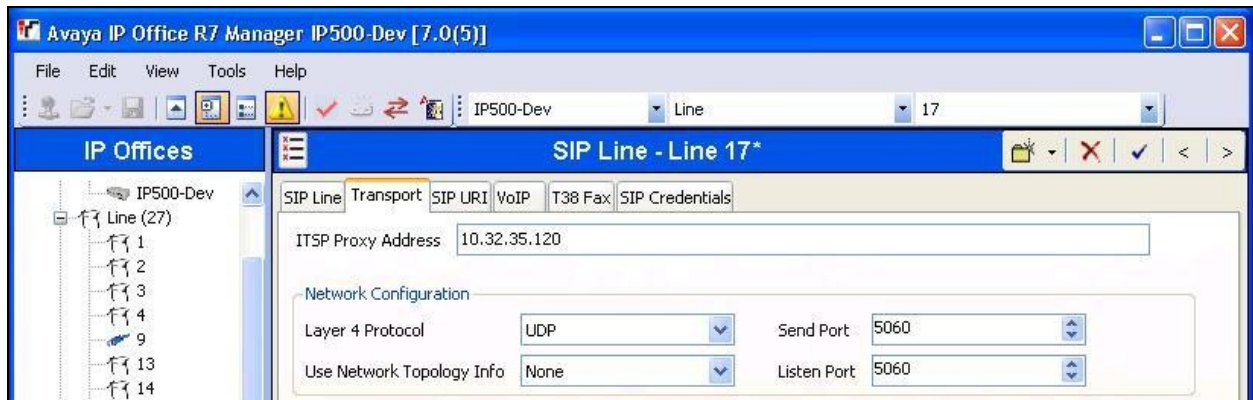 Avaya IP Office R7 Manager IP500-Dev [7.0(5)]
File Edit View Tools Help
IP500-Dev Line 17
IP Offices
SIP Line - Line 17*
IP500-Dev
Line (27)
1
2
3
4
9
13
14
SIP Line Transport SIP URI VoIP T38 Fax SIP Credentials
ITSP Proxy Address 10.32.35.120
Network Configuration
Layer 4 Protocol UDP Send Port 5060
Use Network Topology Info None Listen Port 5060